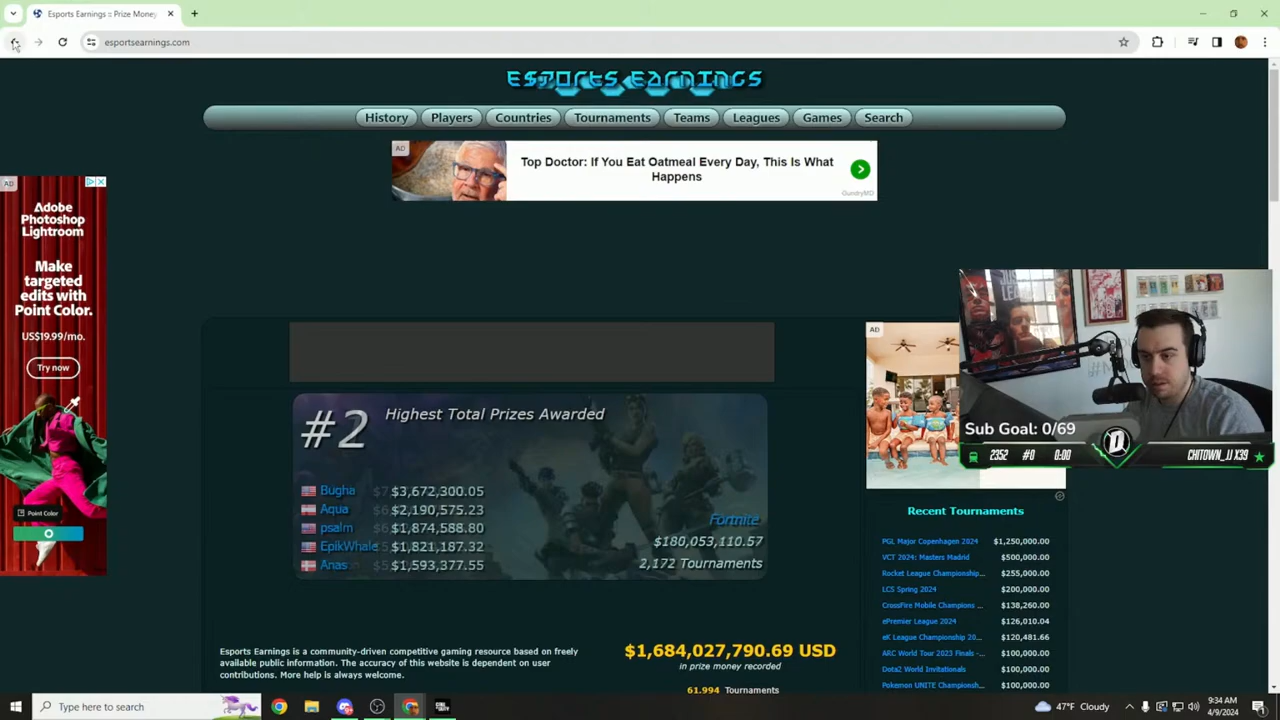 Esports Earnings :: Prize Money
esportsearnings.com
ESPORTS EARNINGS
History Players Countries Tournaments Teams Leagues Games Search
AD
Top Doctor: If You Eat Oatmeal Every Day, This Is What
Happens
GundryMD
AD
Adobe
Photoshop
Lightroom
Make
targeted
edits with
Point Color.
US$19.99/mo.
Try now
Point Color
#2 Highest Total Prizes Awarded
Bugha $3,672,300.05
Aqua $2,190,575.23
psalm $1,874,588.80
EpikWhale $1,821,187.32
Anas $1,593,377.55
Fortnite
$180,053,110.57
2,172 Tournaments
AD
Sub Goal: 0/69
2352 #0 0:00 D CHITOWN_JJ X39
Recent Tournaments
PGL Major Copenhagen 2024 $1,250,000.00
VCT 2024: Masters Madrid $500,000.00
Rocket League Championship... $255,000.00
LCS Spring 2024 $200,000.00
CrossFire Mobile Champions ... $138,260.00
ePremier League 2024 $126,010.04
eK League Championship 20... $120,481.66
ARC World Tour 2023 Finals -... $100,000.00
Dota2 World Invitationals $100,000.00
Pokemon UNITE Championsh... $100,000.00
Esports Earnings is a community-driven competitive gaming resource based on freely
available public information. The accuracy of this website is dependent on user
contributions. More help is always welcome.
$1,684,027,790.69 USD
in prize money recorded
61,994 Tournaments
Type here to search
47°F Cloudy
9:34 AM
4/9/2024